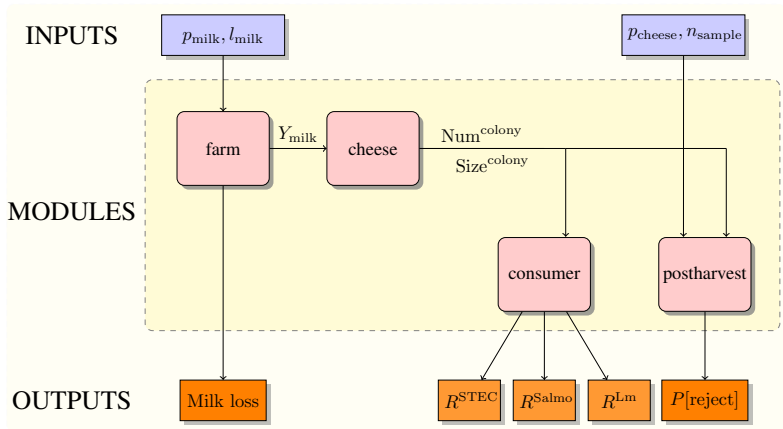 INPUTS
p_milk, l_milk
p_cheese, n_sample
MODULES
farm
Y_milk
cheese
Num^colony
Size^colony
consumer
postharvest
OUTPUTS
Milk loss
R^STEC
R^Salmo
R^Lm
P[reject]